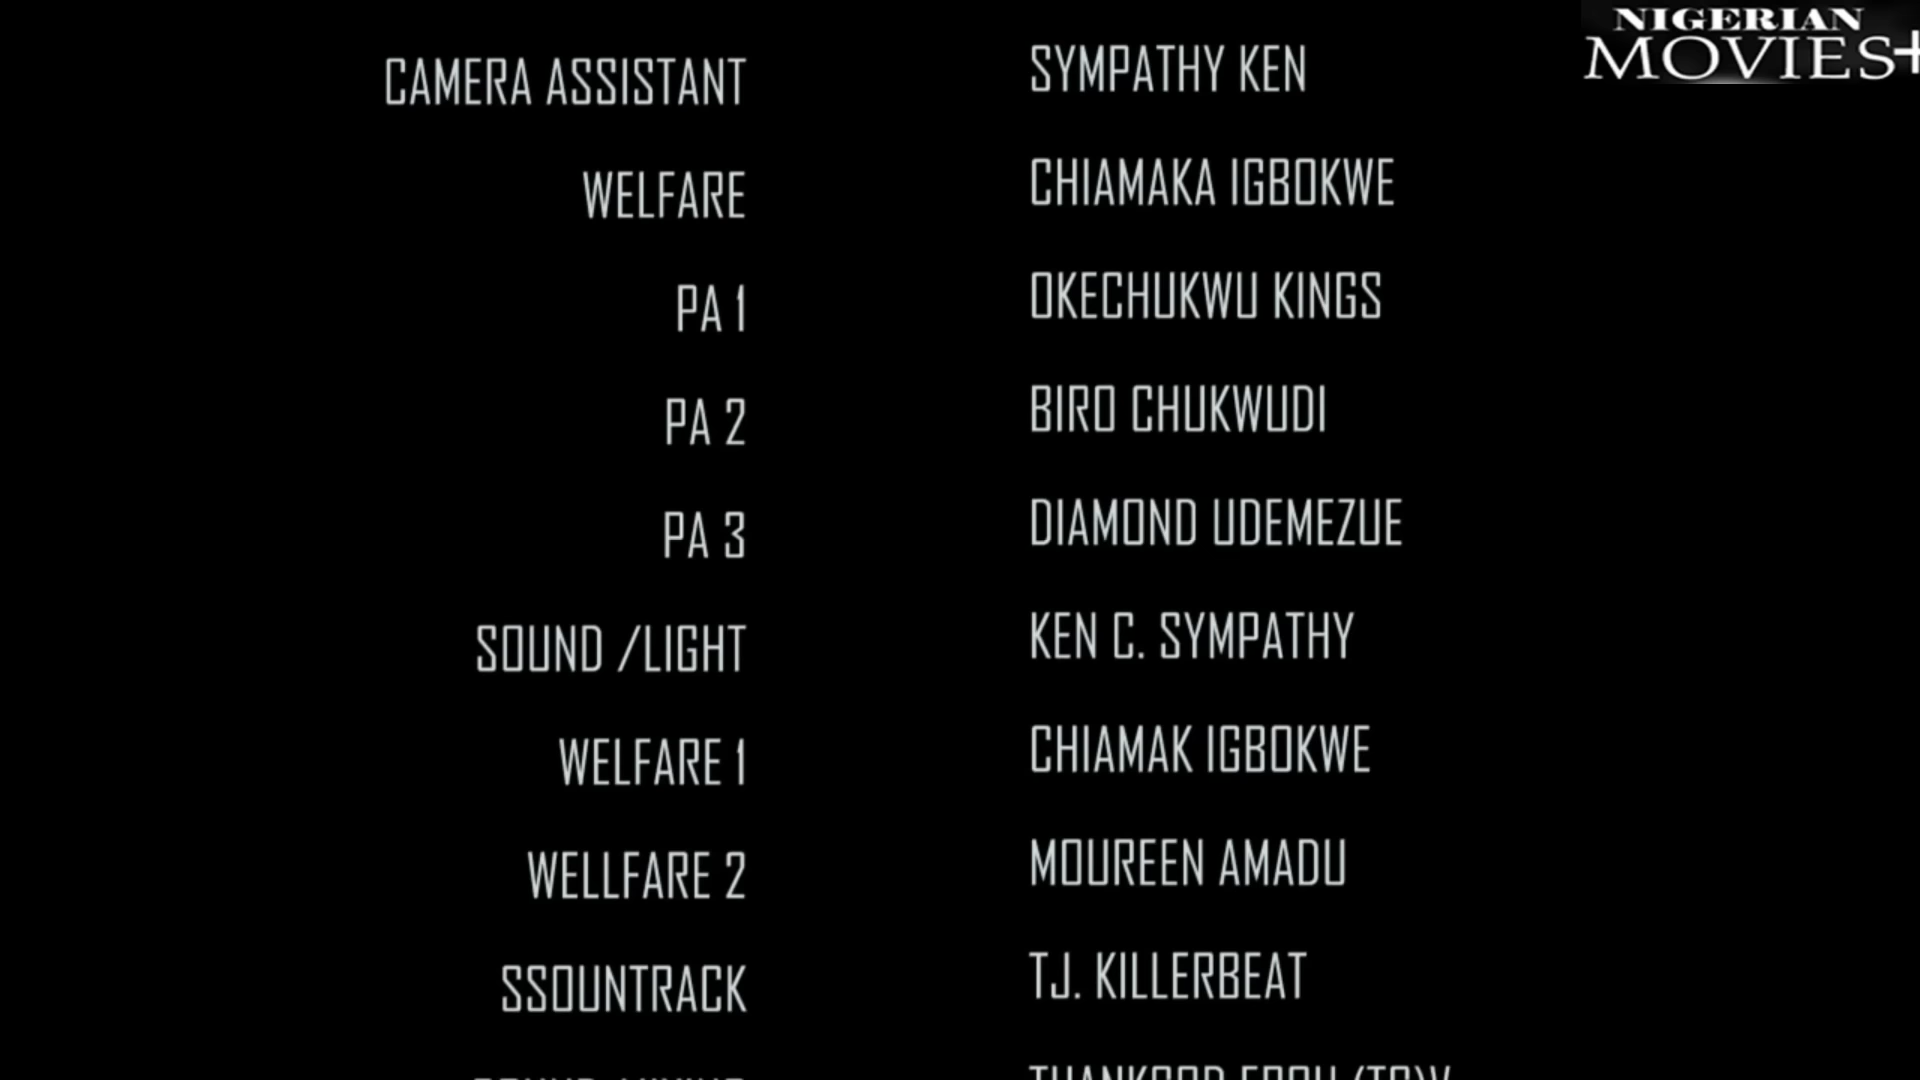 NIGERIAN
MOVIES+
CAMERA ASSISTANT SYMPATHY KEN
WELFARE CHIAMAKA IGBOKWE
PA 1 OKECHUKWU KINGS
PA 2 BIRO CHUKWUDI
PA 3 DIAMOND UDEMEZUE
SOUND /LIGHT KEN C. SYMPATHY
WELFARE 1 CHIAMAK IGBOKWE
WELLFARE 2 MOUREEN AMADU
SSOUNTRACK T.J. KILLERBEAT